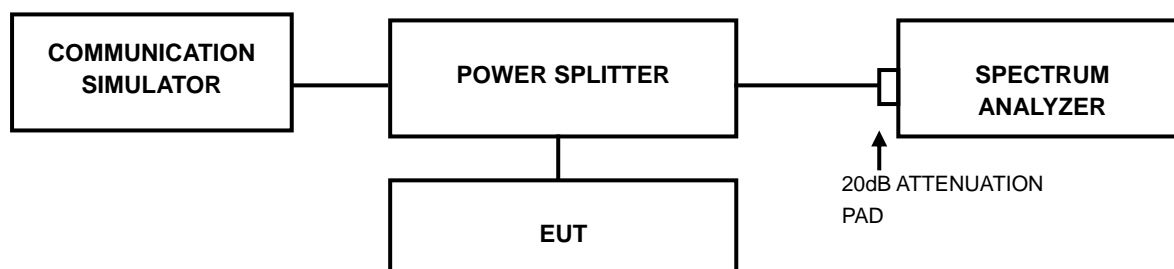 COMMUNICATION
SIMULATOR
POWER SPLITTER
SPECTRUM
ANALYZER
20dB ATTENUATION
PAD
EUT